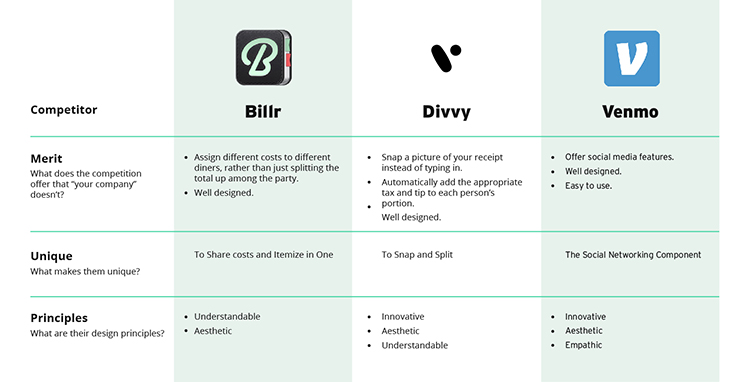 Competitor
Billr
Divvy
Venmo
Merit
What does the competition
offer that “your company”
doesn’t?
• Assign different costs to different
diners, rather than just splitting the
total up among the party.
• Well designed.
• Snap a picture of your receipt
instead of typing in.
• Automatically add the appropriate
tax and tip to each person’s
• portion.
Well designed.
• Offer social media features.
• Well designed.
• Easy to use.
Unique
What makes them unique?
To Share costs and Itemize in One
To Snap and Split
The Social Networking Component
Principles
What are their design principles?
• Understandable
• Aesthetic
• Innovative
• Aesthetic
• Understandable
• Innovative
• Aesthetic
• Empathic